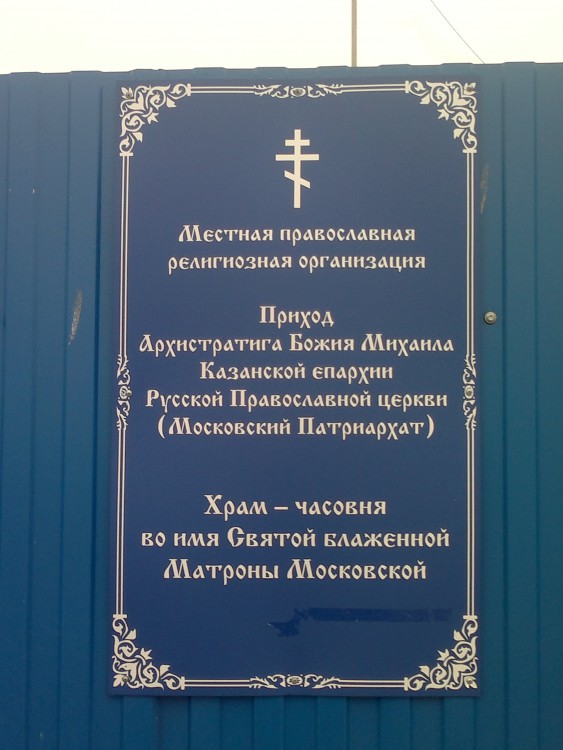 Местная православная
религиозная организация
Приход
Архистратига Божия Михаила
Казанской епархии
Русской Православной церкви
(Московский Патриархат)
Храм – часовня
во имя Святой блаженной
Матроны Московской